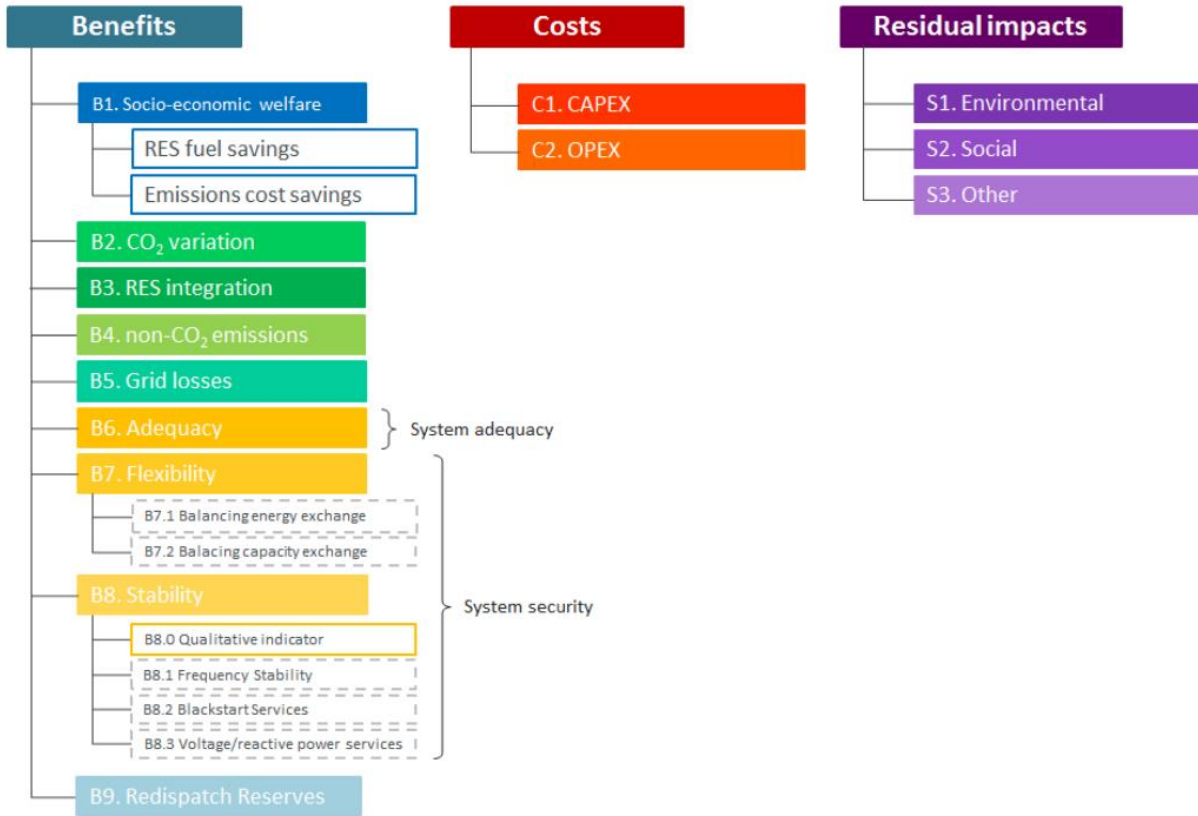 Benefits
B1. Socio-economic welfare
RES fuel savings
Emissions cost savings
B2. CO₂ variation
B3. RES integration
B4. non-CO₂ emissions
B5. Grid losses
B6. Adequacy
System adequacy
B7. Flexibility
B7.1 Balancing energy exchange
B7.2 Balacing capacity exchange
B8. Stability
System security
B8.0 Qualitative indicator
B8.1 Frequency Stability
B8.2 Blackstart Services
B8.3 Voltage/reactive power services
B9. Redispatch Reserves
Costs
C1. CAPEX
C2. OPEX
Residual impacts
S1. Environmental
S2. Social
S3. Other